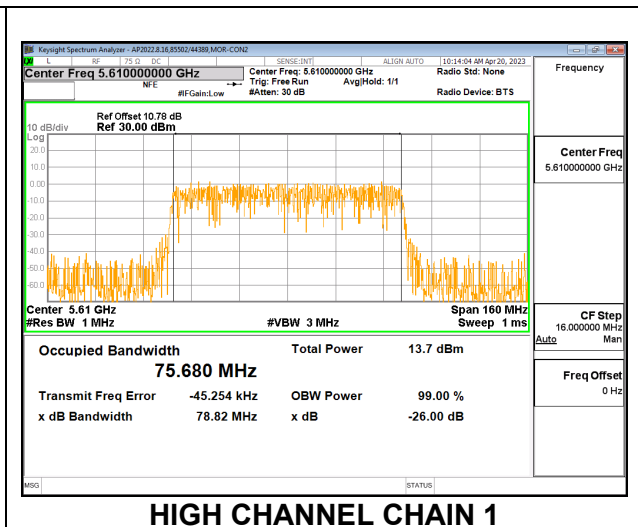 Keysight Spectrum Analyzer - AP2022.8.16,85502/44389,MOR-CON2
L RF 75 Ω DC SENSE:INT ALIGN AUTO 10:14:04 AM Apr 20, 2023
Center Freq 5.610000000 GHz Center Freq: 5.610000000 GHz Radio Std: None Frequency
NFE Trig: Free Run Avg|Hold: 1/1
#IFGain:Low #Atten: 30 dB Radio Device: BTS
Ref Offset 10.78 dB
10 dB/div Ref 30.00 dBm
Log
20.0
10.0
0.00
-10.0
-20.0
-30.0
-40.0
-50.0
-60.0
Center Freq
5.610000000 GHz
Center 5.61 GHz Span 160 MHz
#Res BW 1 MHz #VBW 3 MHz Sweep 1 ms
CF Step
16.000000 MHz
Auto Man
Occupied Bandwidth Total Power 13.7 dBm
75.680 MHz
Transmit Freq Error -45.254 kHz OBW Power 99.00 %
x dB Bandwidth 78.82 MHz x dB -26.00 dB
Freq Offset
0 Hz
MSG STATUS
HIGH CHANNEL CHAIN 1